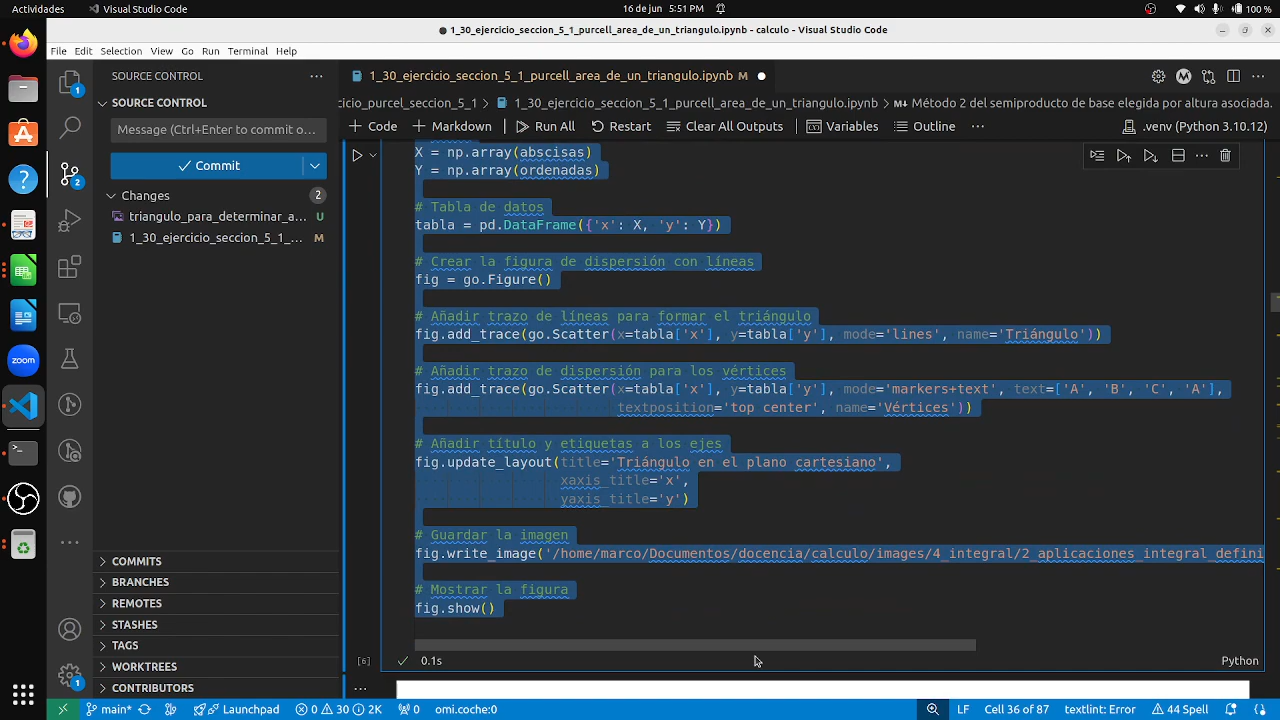 Actividades
Visual Studio Code
16 de jun 5:51 PM
100 %
1_30_ejercicio_seccion_5_1_purcell_area_de_un_triangulo.ipynb - calculo - Visual Studio Code
File Edit Selection View Go Run Terminal Help
SOURCE CONTROL
1_30_ejercicio_seccion_5_1_purcell_area_de_un_triangulo.ipynb M
SOURCE CONTROL
cicio_purcel_seccion_5_1 > 1_30_ejercicio_seccion_5_1_purcell_area_de_un_triangulo.ipynb > Método 2 del semiproducto de base elegida por altura asociada.
Message (Ctrl+Enter to commit o...
Code Markdown Run All Restart Clear All Outputs Variables Outline ... .venv (Python 3.10.12)
Commit
Changes 2
triangulo_para_determinar_a... U
1_30_ejercicio_seccion_5_1_... M
X = np.array(abscisas)
Y = np.array(ordenadas)
# Tabla de datos
tabla = pd.DataFrame({'x': X, 'y': Y})
# Crear la figura de dispersión con líneas
fig = go.Figure()
# Añadir trazo de líneas para formar el triángulo
fig.add_trace(go.Scatter(x=tabla['x'], y=tabla['y'], mode='lines', name='Triángulo'))
# Añadir trazo de dispersión para los vértices
fig.add_trace(go.Scatter(x=tabla['x'], y=tabla['y'], mode='markers+text', text=['A', 'B', 'C', 'A'],
textposition='top center', name='Vértices'))
# Añadir título y etiquetas a los ejes
fig.update_layout(title='Triángulo en el plano cartesiano',
xaxis_title='x',
yaxis_title='y')
# Guardar la imagen
fig.write_image('/home/marco/Documentos/docencia/calculo/images/4_integral/2_aplicaciones_integral_defini
# Mostrar la figura
fig.show()
[6] 0.1s Python
COMMITS
BRANCHES
REMOTES
STASHES
TAGS
WORKTREES
CONTRIBUTORS
zoom
1
2
1
main* Launchpad 0 30 2K 0 omi.coche:0 LF Cell 36 of 87 textlint: Error 44 Spell